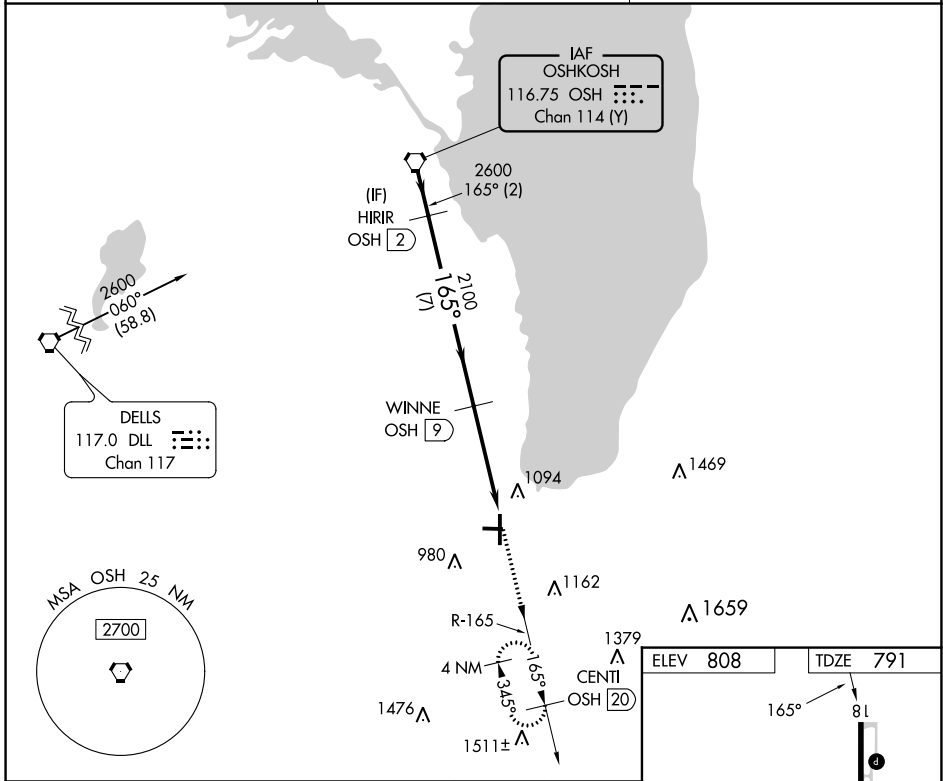 IAF
OSHKOSH
116.75 OSH
Chan 114 (Y)
2600
165° (2)
(IF)
HIRIR
OSH 2
2100
165°
(7)
2600
060°
(58.8)
DELLS
117.0 DLL
Chan 117
WINNE
OSH 9
1094
1469
980
1162
1659
MSA OSH 25 NM
2700
R-165
1379
4 NM
165°
345°
CENTI
OSH 20
1476
1511±
ELEV 808
TDZE 791
165°
18
P